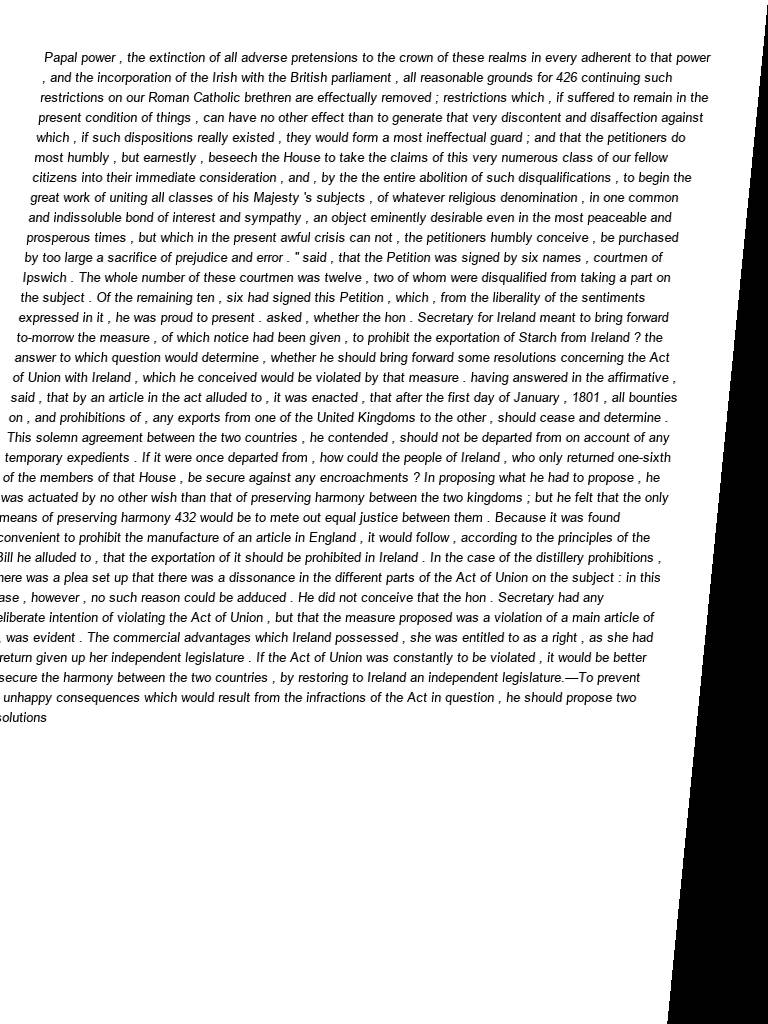 Papal power , the extinction of all adverse pretensions to the crown of these realms in every adherent to that power
, and the incorporation of the Irish with the British parliament , all reasonable grounds for 426 continuing such
restrictions on our Roman Catholic brethren are effectually removed ; restrictions which , if suffered to remain in the
present condition of things , can have no other effect than to generate that very discontent and disaffection against
which , if such dispositions really existed , they would form a most ineffectual guard ; and that the petitioners do
most humbly , but earnestly , beseech the House to take the claims of this very numerous class of our fellow
citizens into their immediate consideration , and , by the the entire abolition of such disqualifications , to begin the
great work of uniting all classes of his Majesty 's subjects , of whatever religious denomination , in one common
and indissoluble bond of interest and sympathy , an object eminently desirable even in the most peaceable and
prosperous times , but which in the present awful crisis can not , the petitioners humbly conceive , be purchased
by too large a sacrifice of prejudice and error . " said , that the Petition was signed by six names , courtmen of
Ipswich . The whole number of these courtmen was twelve , two of whom were disqualified from taking a part on
the subject . Of the remaining ten , six had signed this Petition , which , from the liberality of the sentiments
expressed in it , he was proud to present . asked , whether the hon . Secretary for Ireland meant to bring forward
to-morrow the measure , of which notice had been given , to prohibit the exportation of Starch from Ireland ? the
answer to which question would determine , whether he should bring forward some resolutions concerning the Act
of Union with Ireland , which he conceived would be violated by that measure . having answered in the affirmative ,
said , that by an article in the act alluded to , it was enacted , that after the first day of January , 1801 , all bounties
on , and prohibitions of , any exports from one of the United Kingdoms to the other , should cease and determine .
This solemn agreement between the two countries , he contended , should not be departed from on account of any
temporary expedients . If it were once departed from , how could the people of Ireland , who only returned one-sixth
of the members of that House , be secure against any encroachments ? In proposing what he had to propose , he
was actuated by no other wish than that of preserving harmony between the two kingdoms ; but he felt that the only
means of preserving harmony 432 would be to mete out equal justice between them . Because it was found
convenient to prohibit the manufacture of an article in England , it would follow , according to the principles of the
Bill he alluded to , that the exportation of it should be prohibited in Ireland . In the case of the distillery prohibitions ,
here was a plea set up that there was a dissonance in the different parts of the Act of Union on the subject : in this
ase , however , no such reason could be adduced . He did not conceive that the hon . Secretary had any
eliberate intention of violating the Act of Union , but that the measure proposed was a violation of a main article of
, was evident . The commercial advantages which Ireland possessed , she was entitled to as a right , as she had
return given up her independent legislature . If the Act of Union was constantly to be violated , it would be better
secure the harmony between the two countries , by restoring to Ireland an independent legislature.—To prevent
unhappy consequences which would result from the infractions of the Act in question , he should propose two
solutions